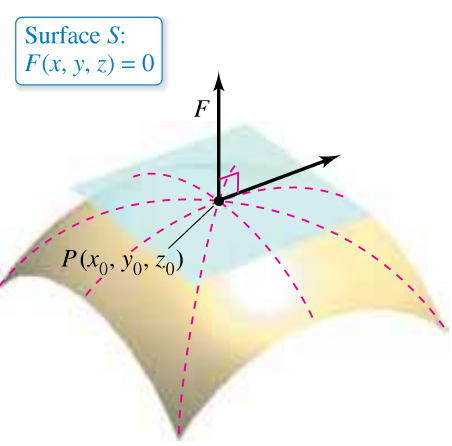 Surface S:
F(x, y, z) = 0
F
P(x₀, y₀, z₀)